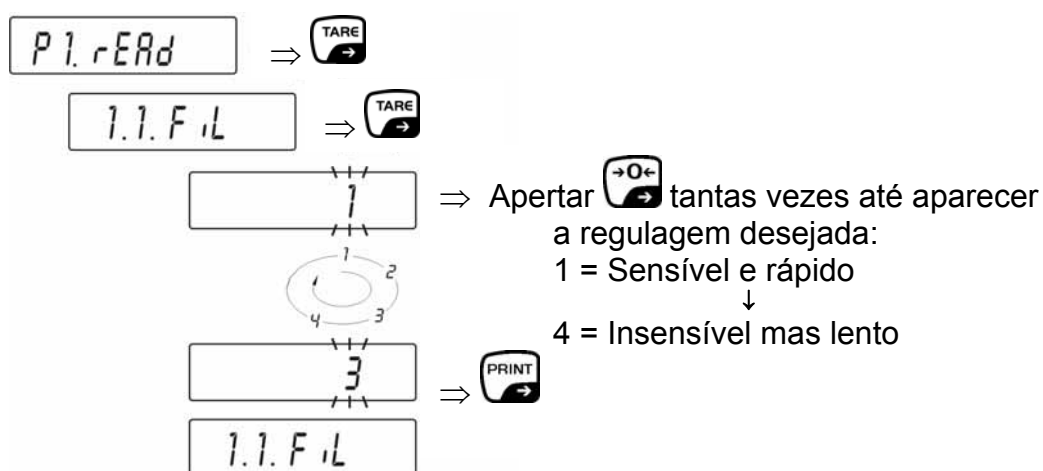 P1.rEAd ⇒ TARE
1.1.FiL ⇒ TARE
1 ⇒ Apertar →0← tantas vezes até aparecer
a regulagem desejada:
1 = Sensível e rápido
↓
4 = Insensível mas lento
1
2
3
4
3 ⇒ PRINT
1.1.FiL